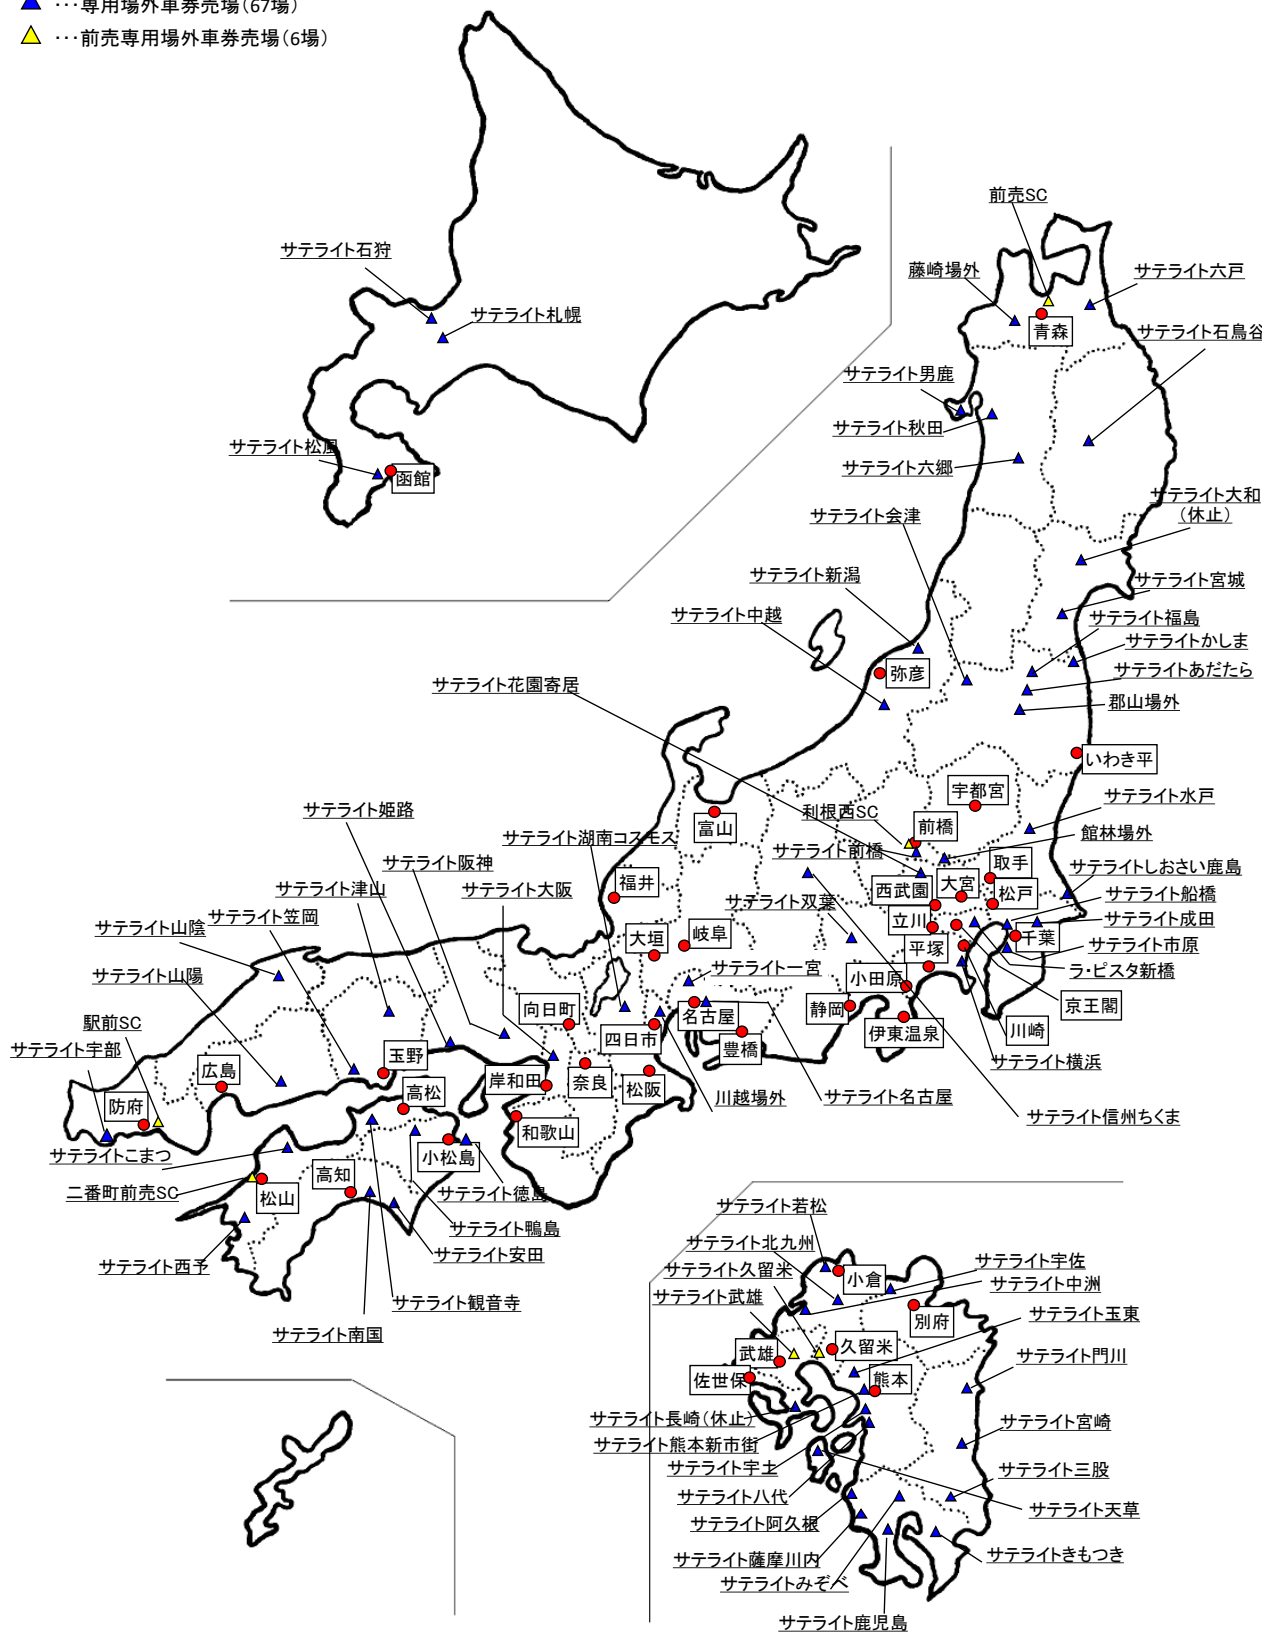 ▲ ･･･専用場外車券売場(67場)
△ ･･･前売専用場外車券売場(6場)
前売SC
サテライト石狩
藤崎場外
サテライト六戸
サテライト札幌
青森
サテライト石鳥谷
サテライト男鹿
サテライト秋田
サテライト松風
函館
サテライト六郷
サテライト大和
(休止)
サテライト会津
サテライト新潟
サテライト宮城
サテライト中越
サテライト福島
サテライトかしま
弥彦
サテライトあだたら
サテライト花園寄居
郡山場外
いわき平
宇都宮
サテライト水戸
サテライト姫路
利根西SC
前橋
富山
サテライト湖南コスモス
館林場外
サテライト前橋
サテライト阪神
取手
サテライトしおさい鹿島
福井
西武園
大宮
サテライト津山
サテライト大阪
松戸
サテライト船橋
サテライト双葉
サテライト笠岡
立川
サテライト成田
サテライト山陰
大垣
岐阜
千葉
サテライト市原
平塚
サテライト一宮
ラ・ピスタ新橋
サテライト山陽
小田原
向日町
名古屋
静岡
京王閣
駅前SC
四日市
伊東温泉
川崎
サテライト宇部
豊橋
玉野
サテライト横浜
広島
岸和田
奈良
松阪
高松
川越場外
サテライト名古屋
防府
和歌山
サテライト信州ちくま
サテライトこまつ
小松島
高知
二番町前売SC
松山
サテライト徳島
サテライト鴨島
サテライト西予
サテライト安田
サテライト観音寺
サテライト南国
サテライト若松
サテライト北九州
サテライト宇佐
サテライト久留米
小倉
サテライト中洲
サテライト武雄
別府
サテライト玉東
武雄
久留米
サテライト門川
佐世保
熊本
サテライト長崎(休止)
サテライト宮崎
サテライト熊本新市街
サテライト宇土
サテライト三股
サテライト八代
サテライト天草
サテライト阿久根
サテライト薩摩川内
サテライトきもつき
サテライトみぞべ
サテライト鹿児島